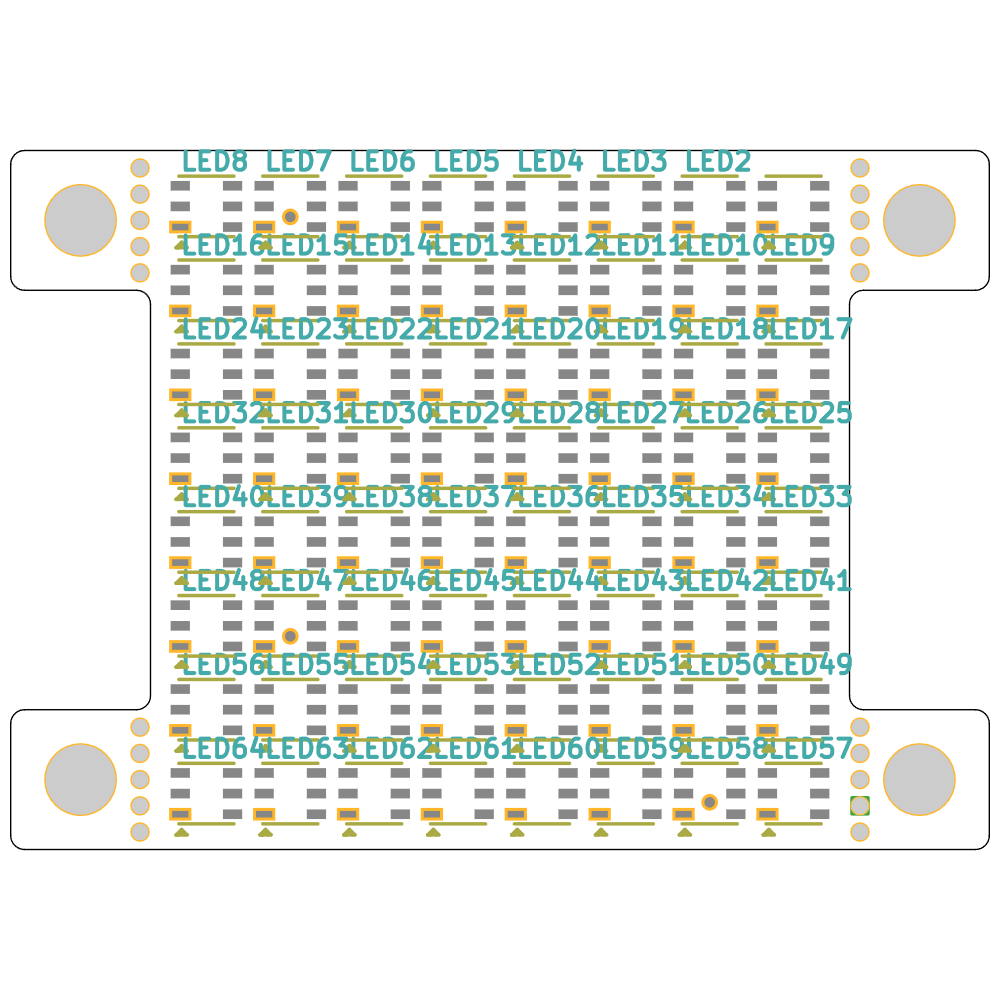 LED8 LED7 LED6 LED5 LED4 LED3 LED2
LED16 LED15 LED14 LED13 LED12 LED11 LED10 LED9
LED24 LED23 LED22 LED21 LED20 LED19 LED18 LED17
LED32 LED31 LED30 LED29 LED28 LED27 LED26 LED25
LED40 LED39 LED38 LED37 LED36 LED35 LED34 LED33
LED48 LED47 LED46 LED45 LED44 LED43 LED42 LED41
LED56 LED55 LED54 LED53 LED52 LED51 LED50 LED49
LED64 LED63 LED62 LED61 LED60 LED59 LED58 LED57